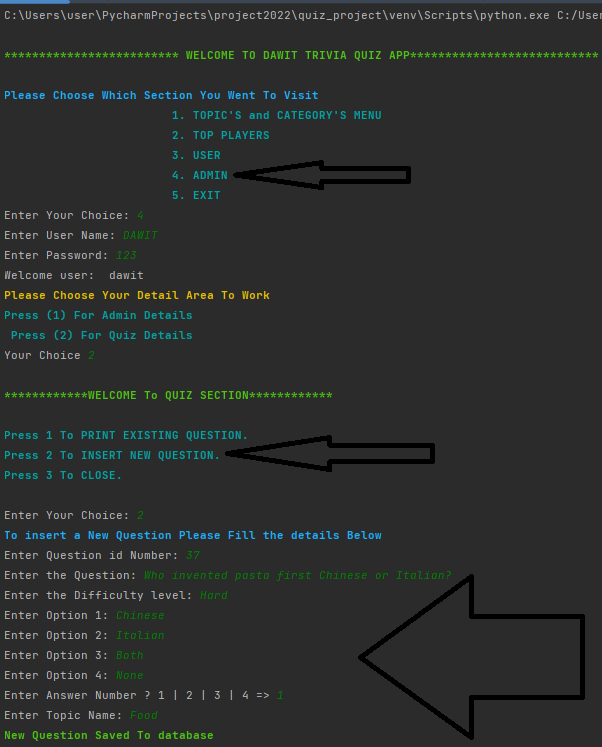 C:\Users\user\PycharmProjects\project2022\quiz_project\venv\Scripts\python.exe C:/User
************************* WELCOME TO DAWIT TRIVIA QUIZ APP***************************
Please Choose Which Section You Went To Visit
1. TOPIC'S and CATEGORY'S MENU
2. TOP PLAYERS
3. USER
4. ADMIN
5. EXIT
Enter Your Choice: 4
Enter User Name: DAWIT
Enter Password: 123
Welcome user:  dawit
Please Choose Your Detail Area To Work
Press (1) For Admin Details
 Press (2) For Quiz Details
Your Choice 2
************WELCOME To QUIZ SECTION************
Press 1 To PRINT EXISTING QUESTION.
Press 2 To INSERT NEW QUESTION.
Press 3 To CLOSE.
Enter Your Choice: 2
To insert a New Question Please Fill the details Below
Enter Question id Number: 37
Enter the Question: Who invented pasta first Chinese or Italian?
Enter the Difficulty level: Hard
Enter Option 1: Chinese
Enter Option 2: Italian
Enter Option 3: Both
Enter Option 4: None
Enter Answer Number ? 1 | 2 | 3 | 4 => 1
Enter Topic Name: Food
New Question Saved To database